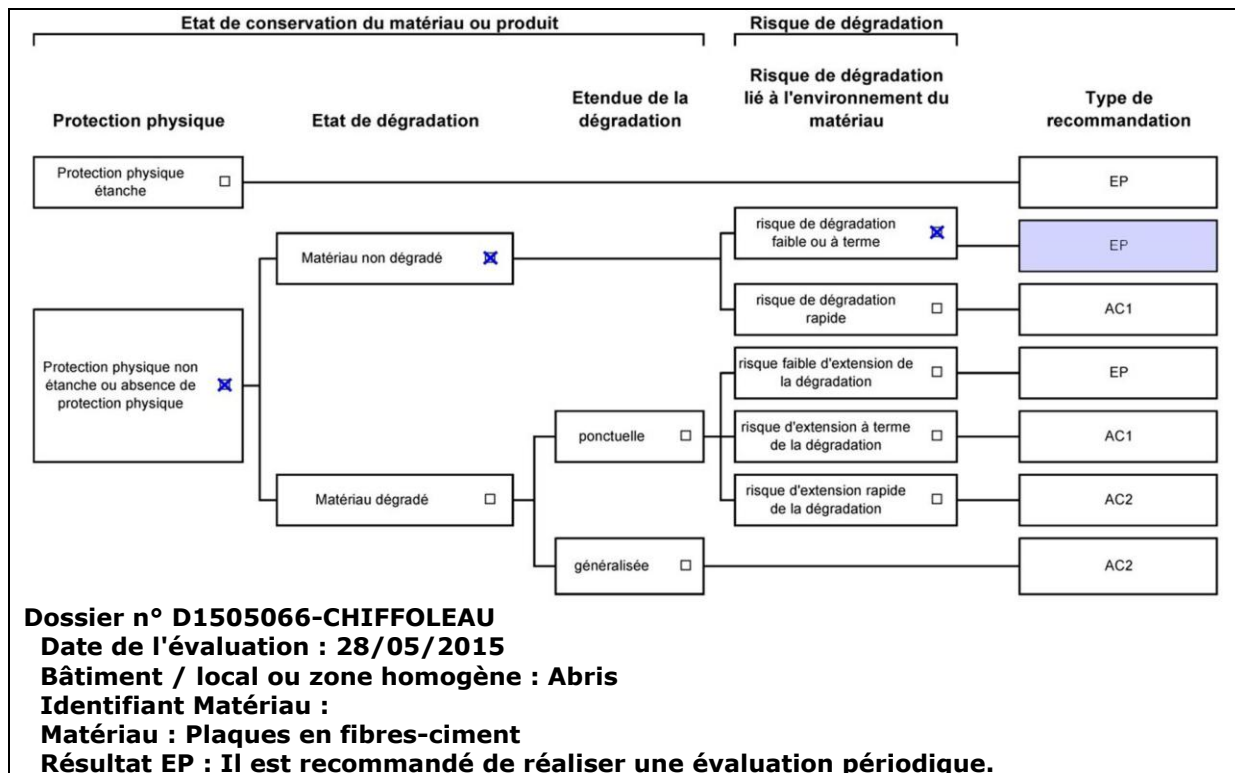 Etat de conservation du matériau ou produit
Risque de dégradation
Protection physique
Etat de dégradation
Etendue de la
dégradation
Risque de dégradation
lié à l'environnement du
matériau
Type de
recommandation
Protection physique
étanche
EP
Matériau non dégradé
risque de dégradation
faible ou à terme
EP
risque de dégradation
rapide
AC1
Protection physique non
étanche ou absence de
protection physique
risque faible d'extension de
la dégradation
EP
ponctuelle
risque d'extension à terme
de la dégradation
AC1
Matériau dégradé
risque d'extension rapide
de la dégradation
AC2
généralisée
AC2
Dossier n° D1505066-CHIFFOLEAU
Date de l'évaluation : 28/05/2015
Bâtiment / local ou zone homogène : Abris
Identifiant Matériau :
Matériau : Plaques en fibres-ciment
Résultat EP : Il est recommandé de réaliser une évaluation périodique.